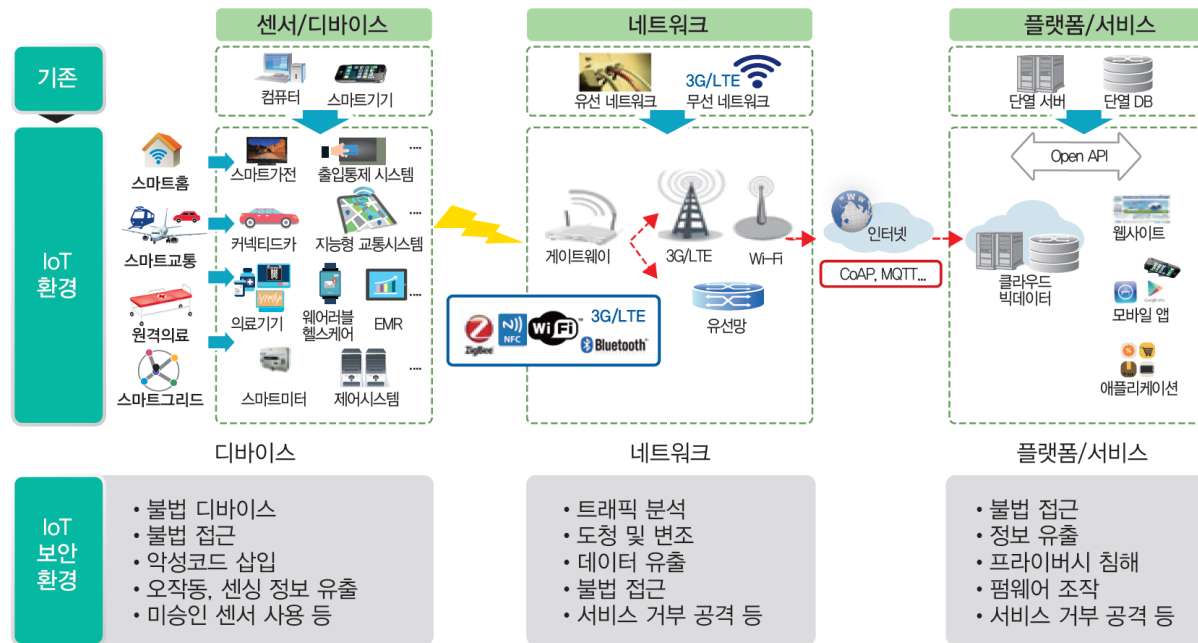 센서/디바이스
네트워크
플랫폼/서비스
기존
컴퓨터
스마트기기
유선 네트워크
3G/LTE
무선 네트워크
단열 서버
단열 DB
IoT
환경
스마트홈
스마트가전
출입통제 시스템
....
스마트교통
커넥티드카
지능형 교통시스템
....
원격의료
의료기기
웨어러블
헬스케어
EMR
....
스마트그리드
스마트미터
제어시스템
....
게이트웨이
3G/LTE
Wi-Fi
유선망
ZigBee
NFC
WiFi™
3G/LTE
Bluetooth™
WWW
인터넷
CoAP, MQTT...
Open API
클라우드
빅데이터
웹사이트
모바일 앱
애플리케이션
디바이스
네트워크
플랫폼/서비스
IoT
보안
환경
• 불법 디바이스
• 불법 접근
• 악성코드 삽입
• 오작동, 센싱 정보 유출
• 미승인 센서 사용 등
• 트래픽 분석
• 도청 및 변조
• 데이터 유출
• 불법 접근
• 서비스 거부 공격 등
• 불법 접근
• 정보 유출
• 프라이버시 침해
• 펌웨어 조작
• 서비스 거부 공격 등